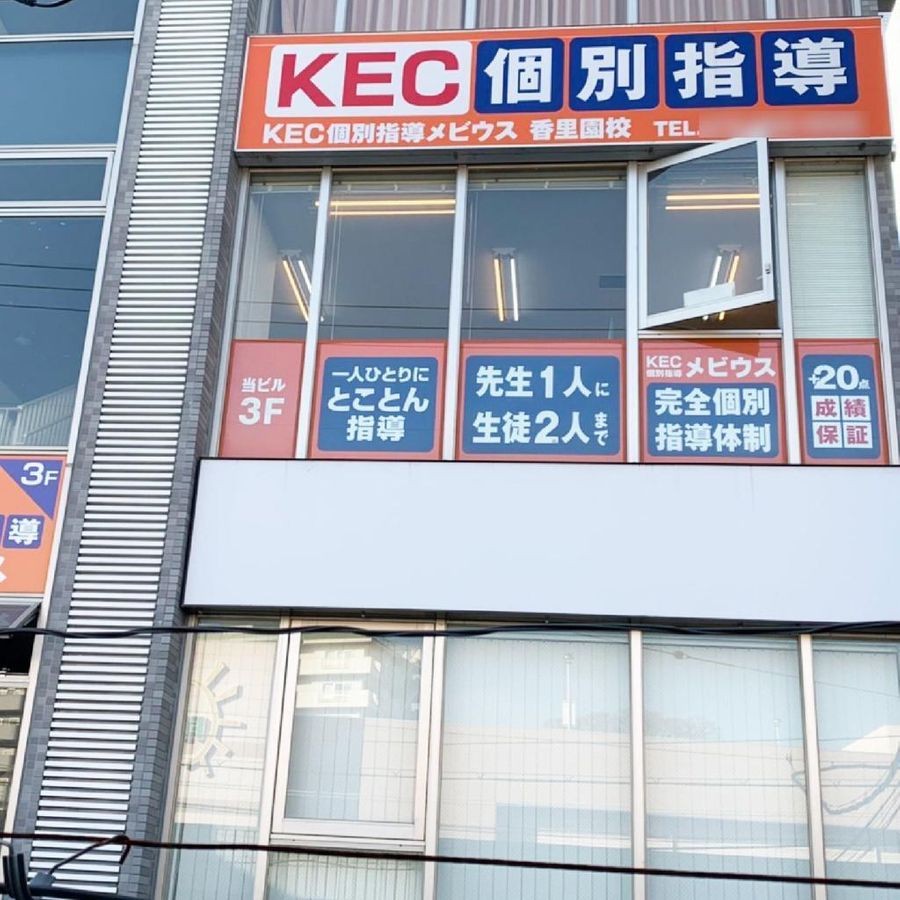 KEC個別指導
KEC個別指導メビウス 香里園校 TEL.
当ビル
3F
一人ひとりに
とことん
指導
先生1人に
生徒2人まで
KEC
個別指導
メビウス
完全個別
指導体制
+20点
成績
保証
3F
導
ス